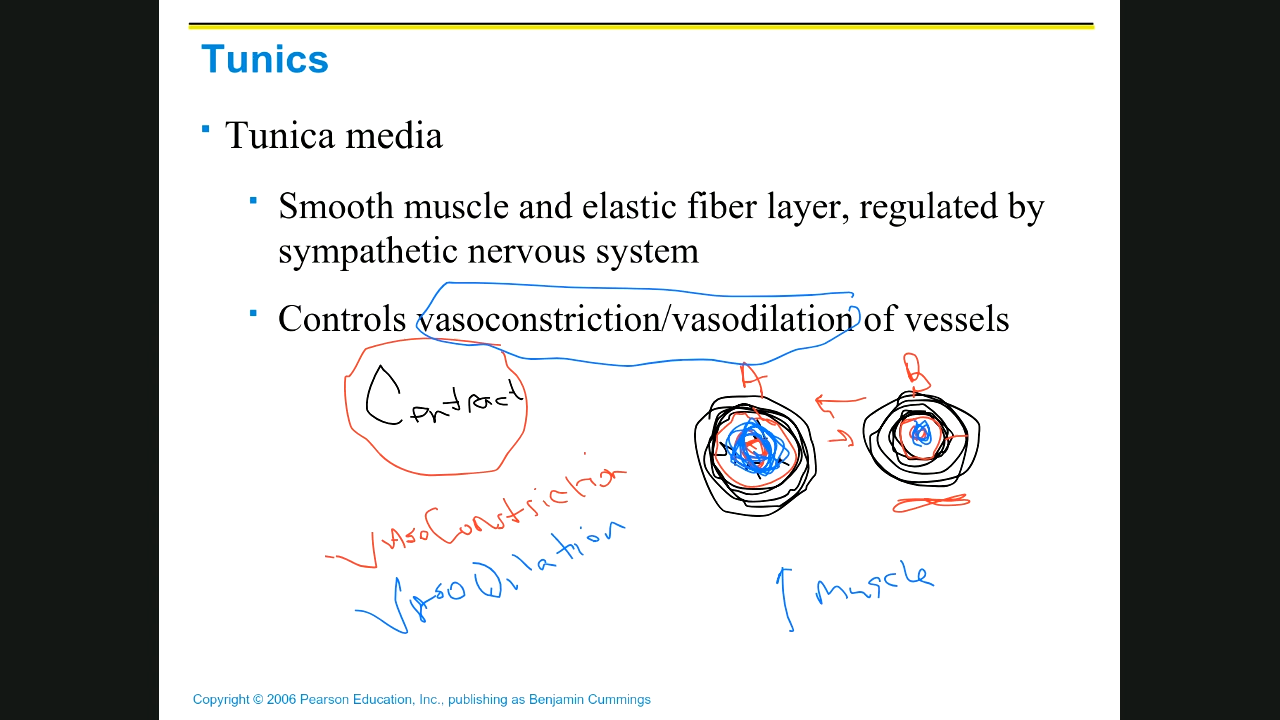 Tunics
Tunica media
Smooth muscle and elastic fiber layer, regulated by
sympathetic nervous system
Controls vasoconstriction/vasodilation of vessels
Contract
A
B
VasoConstriction
VasoDilation
Muscle
Copyright © 2006 Pearson Education, Inc., publishing as Benjamin Cummings